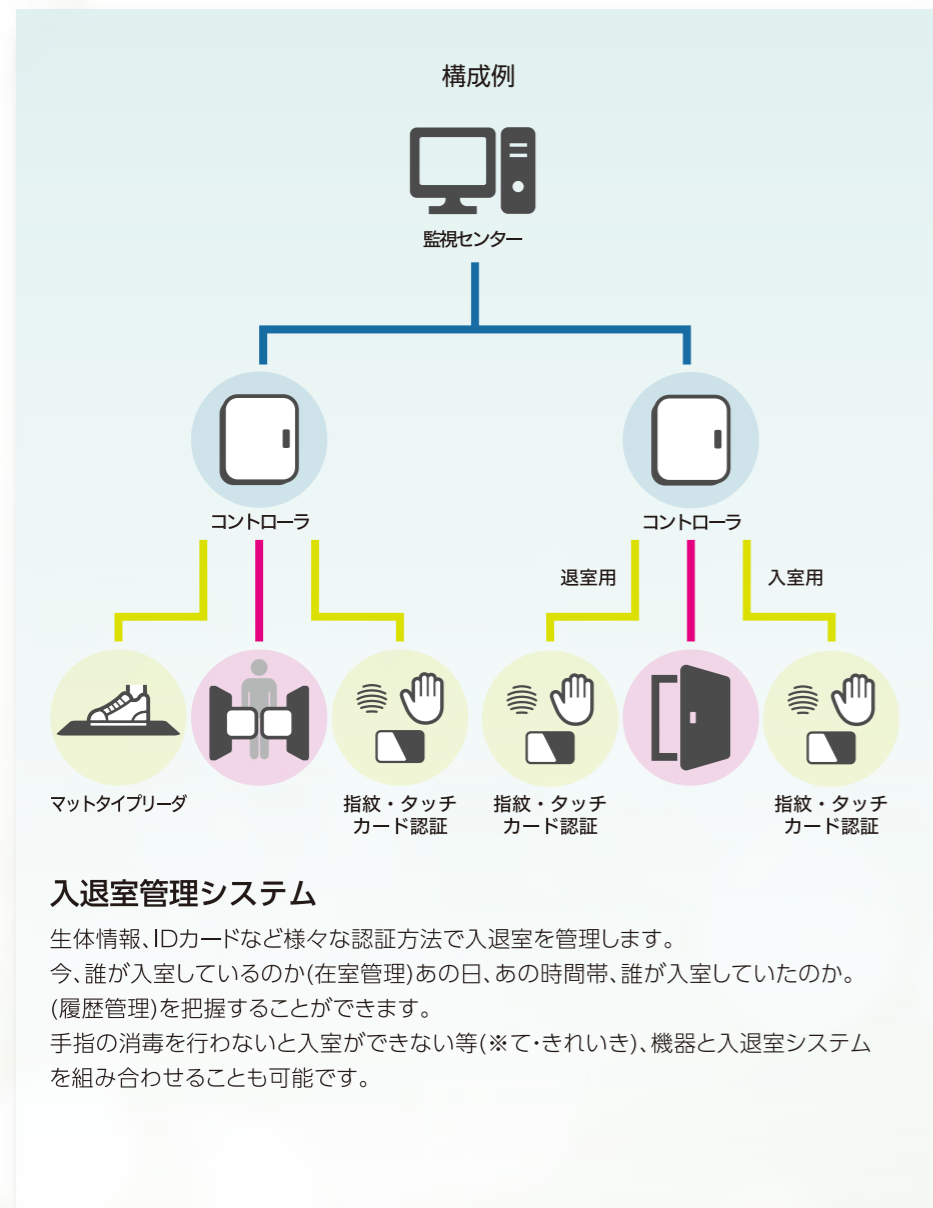 構成例
監視センター
コントローラ
コントローラ
退室用
入室用
マットタイプリーダ
指紋・タッチ
カード認証
指紋・タッチ
カード認証
指紋・タッチ
カード認証
入退室管理システム
生体情報、IDカードなど様々な認証方法で入退室を管理します。
今、誰が入室しているのか(在室管理)あの日、あの時間帯、誰が入室していたのか。
(履歴管理)を把握することができます。
手指の消毒を行わないと入室ができない等(※て・きれいき)、機器と入退室システム
を組み合わせることも可能です。